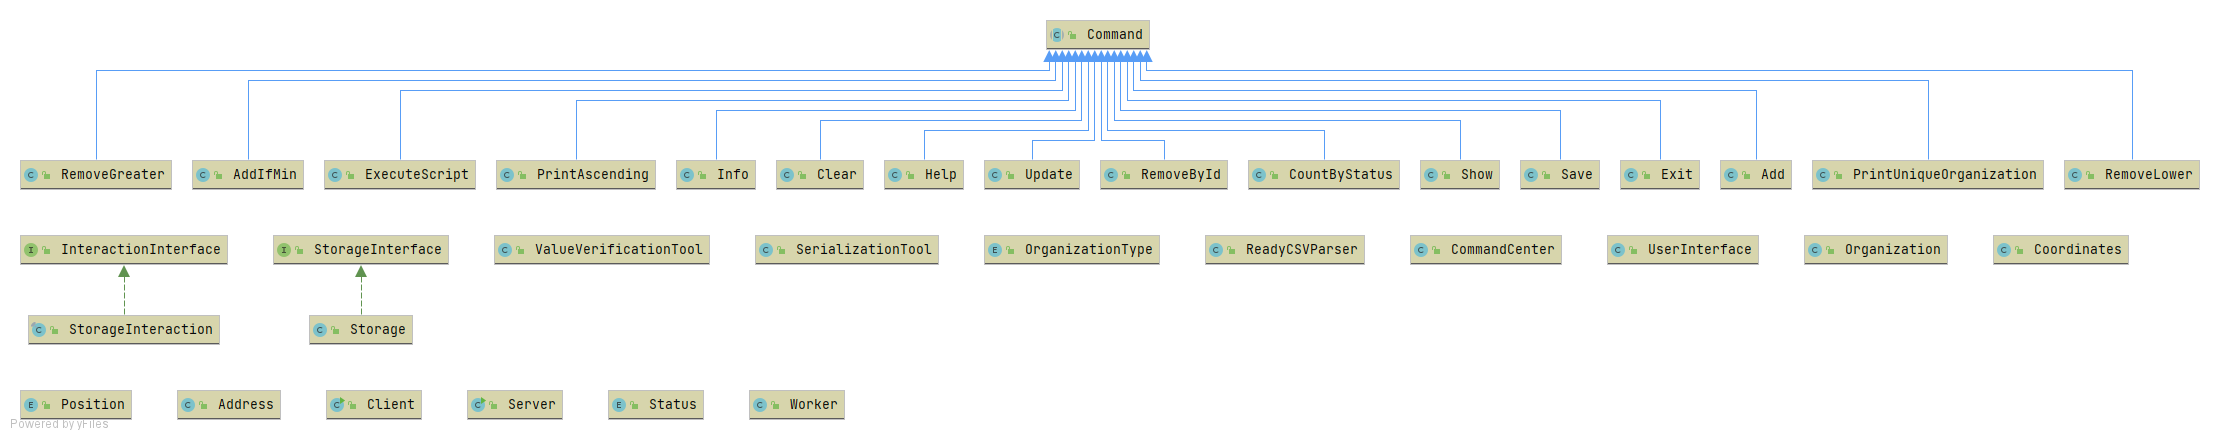 Command
RemoveGreater AddIfMin ExecuteScript PrintAscending Info Clear Help Update RemoveById CountByStatus Show Save Exit Add PrintUniqueOrganization RemoveLower
InteractionInterface StorageInterface ValueVerificationTool SerializationTool OrganizationType ReadyCSVParser CommandCenter UserInterface Organization Coordinates
StorageInteraction Storage
Position Address Client Server Status Worker
Powered by yFiles